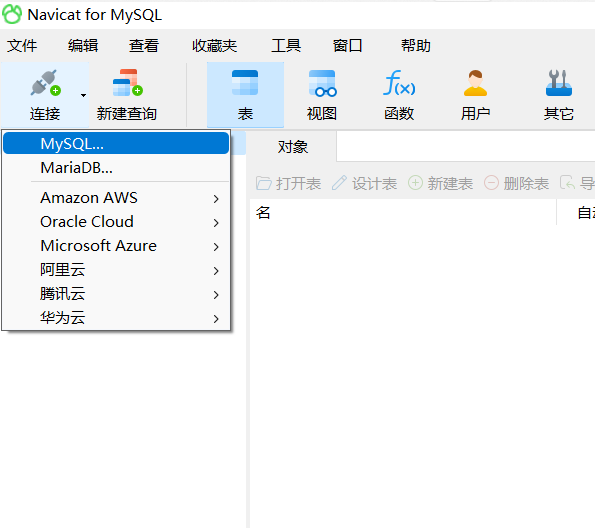 Navicat for MySQL
文件 编辑 查看 收藏夹 工具 窗口 帮助
连接 新建查询 表 视图 函数 用户 其它
MySQL...
MariaDB...
Amazon AWS
Oracle Cloud
Microsoft Azure
阿里云
腾讯云
华为云
对象
打开表 设计表 新建表 删除表 导
名 自动